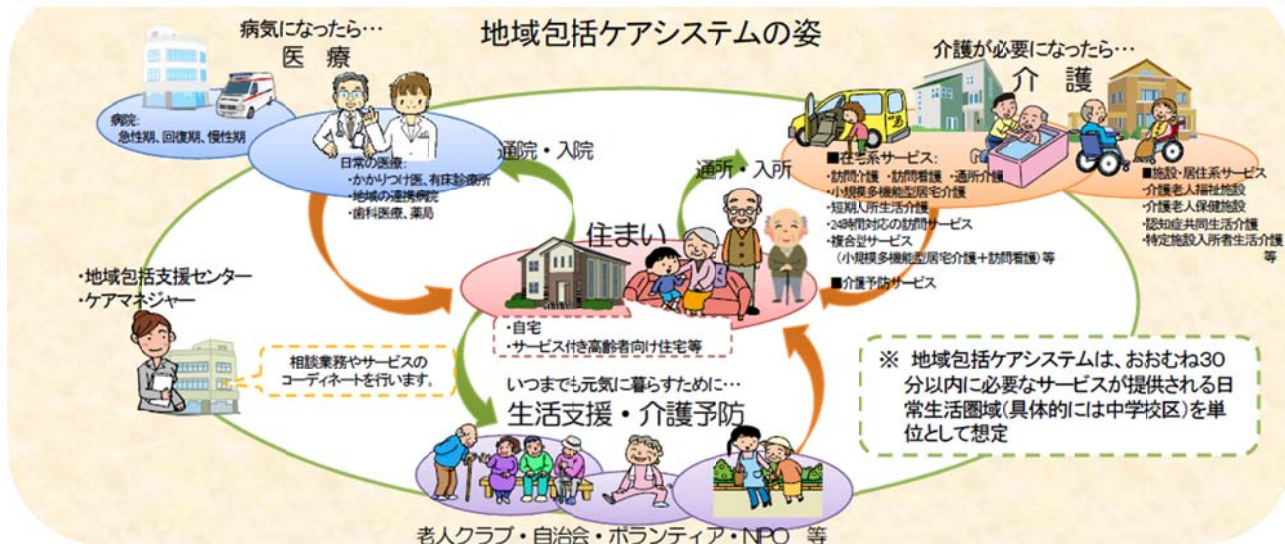 地域包括ケアシステムの姿
病気になったら…
医 療
病院:
急性期、回復期、慢性期
日常の医療:
・かかりつけ医、有床診療所
・地域の連携病院
・歯科医療、薬局
通院・入院
通所・入所
介護が必要になったら…
介 護
■在宅系サービス:
・訪問介護 ・訪問看護 ・通所介護
・小規模多機能型居宅介護
・短期入所生活介護
・24時間対応の訪問サービス
・複合型サービス
(小規模多機能型居宅介護+訪問看護)等
■介護予防サービス
■施設・居住系サービス
・介護老人福祉施設
・介護老人保健施設
・認知症共同生活介護
・特定施設入所者生活介護
等
住まい
・自宅
・サービス付き高齢者向け住宅等
・地域包括支援センター
・ケアマネジャー
相談業務やサービスの
コーディネートを行います。
いつまでも元気に暮らすために…
生活支援・介護予防
老人クラブ・自治会・ボランティア・NPO 等
※ 地域包括ケアシステムは、おおむね30
分以内に必要なサービスが提供される日
常生活圏域(具体的には中学校区)を単
位として想定